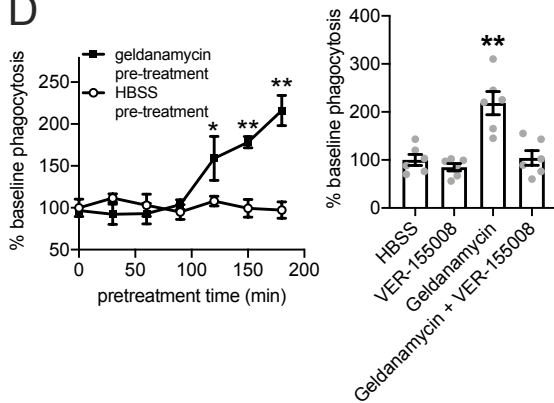 D
% baseline phagocytosis
250
200
150
100
50
0
50
100
150
200
pretreatment time (min)
geldanamycin
pre-treatment
HBSS
pre-treatment
*
**
**
% baseline phagocytosis
400
300
200
100
0
**
HBSS
VER-155008
Geldanamycin
Geldanamycin + VER-155008